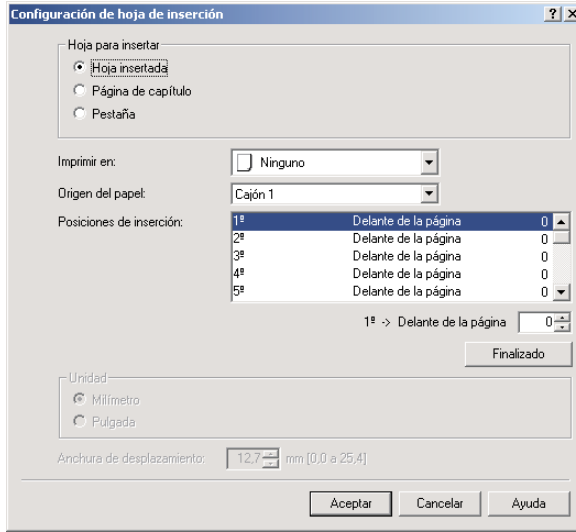 Configuración de hoja de inserción
Hoja para insertar
Hoja insertada
Página de capítulo
Pestaña
Imprimir en: Ninguno
Origen del papel: Cajón 1
Posiciones de inserción: 1º Delante de la página 0
2º Delante de la página 0
3º Delante de la página 0
4º Delante de la página 0
5º Delante de la página 0
1º -> Delante de la página 0
Finalizado
Unidad
Milímetro
Pulgada
Anchura de desplazamiento: 12,7 mm [0,0 a 25,4]
Aceptar Cancelar Ayuda